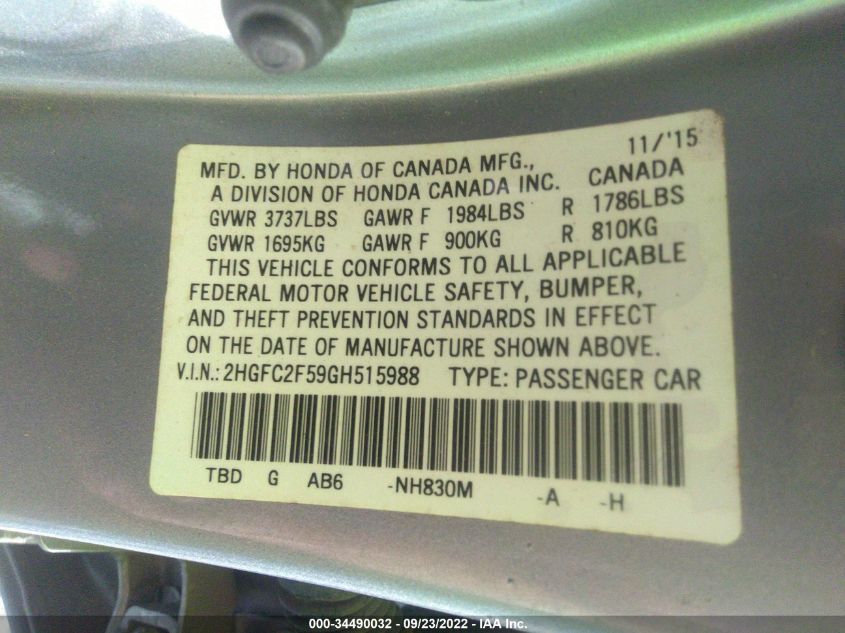 11/'15
MFD. BY HONDA OF CANADA MFG.,
A DIVISION OF HONDA CANADA INC. CANADA
GVWR 3737LBS GAWR F 1984LBS R 1786LBS
GVWR 1695KG GAWR F 900KG R 810KG
THIS VEHICLE CONFORMS TO ALL APPLICABLE
FEDERAL MOTOR VEHICLE SAFETY, BUMPER,
AND THEFT PREVENTION STANDARDS IN EFFECT
ON THE DATE OF MANUFACTURE SHOWN ABOVE.
V.I.N.: 2HGFC2F59GH515988 TYPE: PASSENGER CAR
TBD G AB6 -NH830M -A -H
000-34490032 - 09/23/2022 - IAA Inc.